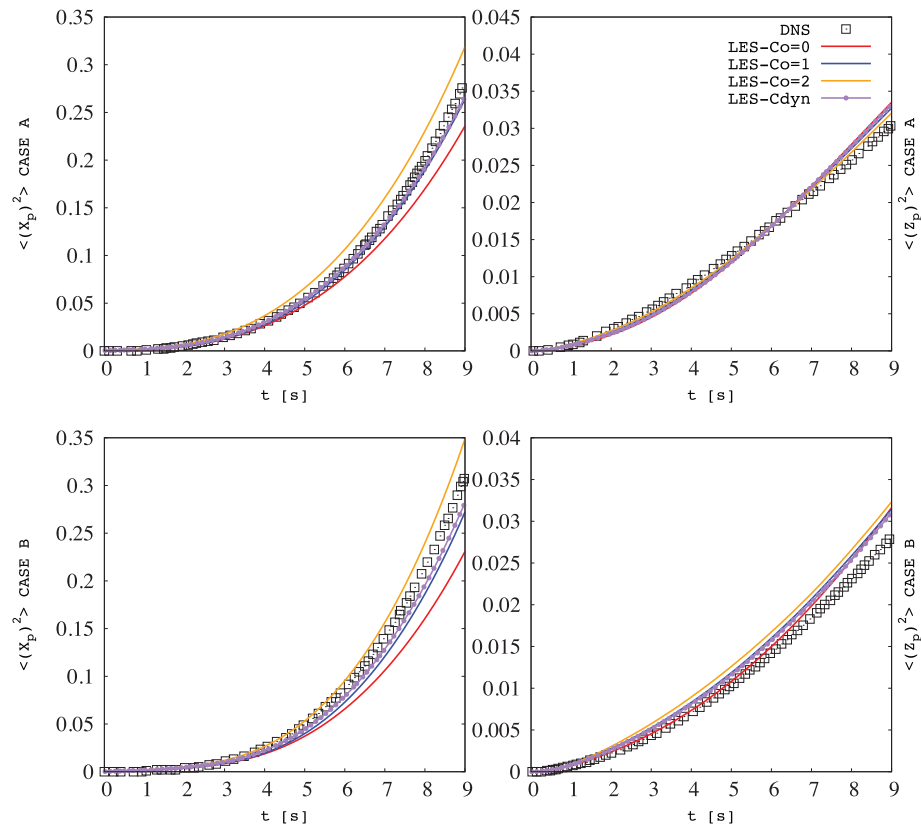 0.35
0.3
0.25
0.2
0.15
0.1
0.05
0
<(X_p)^2> CASE A
0 1 2 3 4 5 6 7 8 9
t [s]
0.045
0.04
0.035
0.03
0.025
0.02
0.015
0.01
0.005
0
<(Z_p)^2> CASE A
DNS
LES-Co=0
LES-Co=1
LES-Co=2
LES-Cdyn
0 1 2 3 4 5 6 7 8 9
t [s]
0.35
0.3
0.25
0.2
0.15
0.1
0.05
0
<(X_p)^2> CASE B
0 1 2 3 4 5 6 7 8 9
t [s]
0.04
0.035
0.03
0.025
0.02
0.015
0.01
0.005
0
<(Z_p)^2> CASE B
0 1 2 3 4 5 6 7 8 9
t [s]